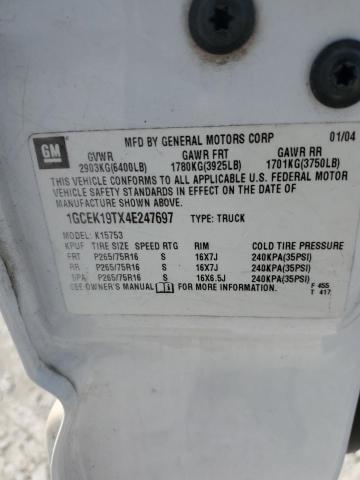 MFD BY GENERAL MOTORS CORP 01/04
GM
GVWR GAWR FRT GAWR RR
2903KG(6400LB) 1780KG(3925LB) 1701KG(3750LB)
THIS VEHICLE CONFORMS TO ALL APPLICABLE U.S. FEDERAL MOTOR
VEHICLE SAFETY STANDARDS IN EFFECT ON THE DATE OF
MANUFACTURE SHOWN ABOVE.
1GCEK19TX4E247697 TYPE: TRUCK
MODEL: K15753
KPUF TIRE SIZE SPEED RTG RIM COLD TIRE PRESSURE
FRT P265/75R16 S 16X7J 240KPA(35PSI)
RR P265/75R16 S 16X7J 240KPA(35PSI)
SPA P265/75R16 S 16X6.5J 240KPA(35PSI)
SEE OWNER'S MANUAL FOR MORE INFORMATION
F 455
T 417